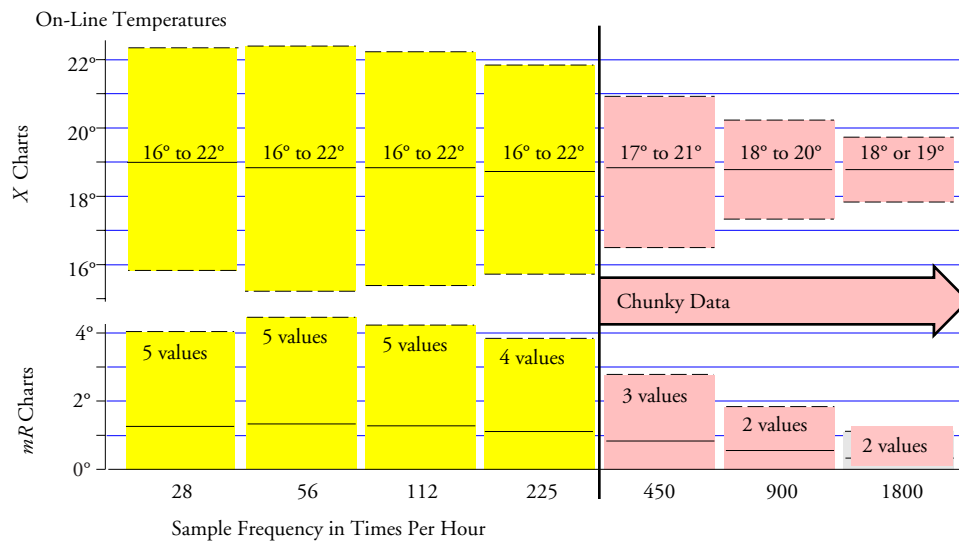 On-Line Temperatures
X Charts
22°
20°
18°
16°
16° to 22°
16° to 22°
16° to 22°
16° to 22°
17° to 21°
18° to 20°
18° or 19°
Chunky Data
mR Charts
4°
2°
0°
5 values
5 values
5 values
4 values
3 values
2 values
2 values
28 56 112 225 450 900 1800
Sample Frequency in Times Per Hour